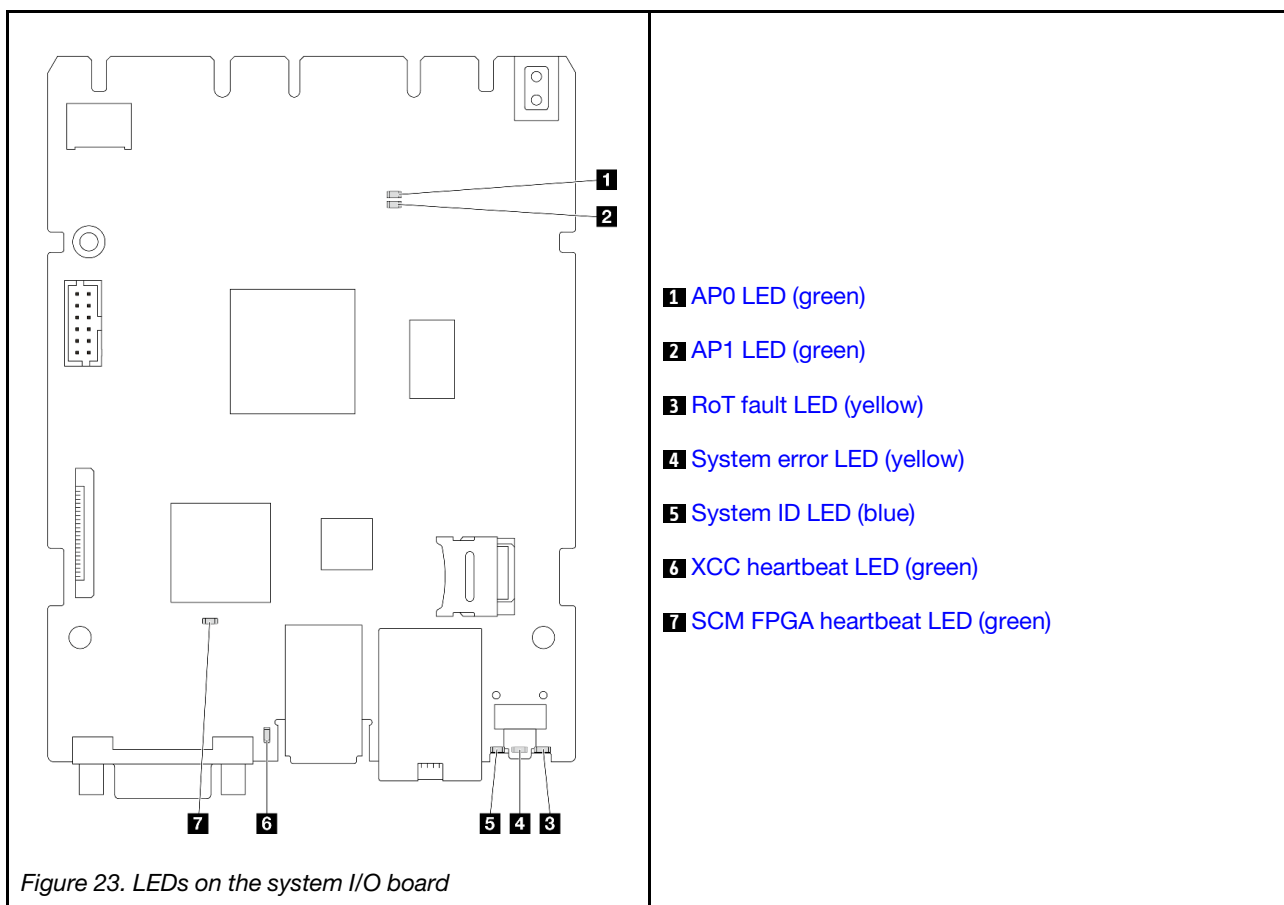 1
2
7
6
5
4
3
Figure 23. LEDs on the system I/O board
1 AP0 LED (green)
2 AP1 LED (green)
3 RoT fault LED (yellow)
4 System error LED (yellow)
5 System ID LED (blue)
6 XCC heartbeat LED (green)
7 SCM FPGA heartbeat LED (green)